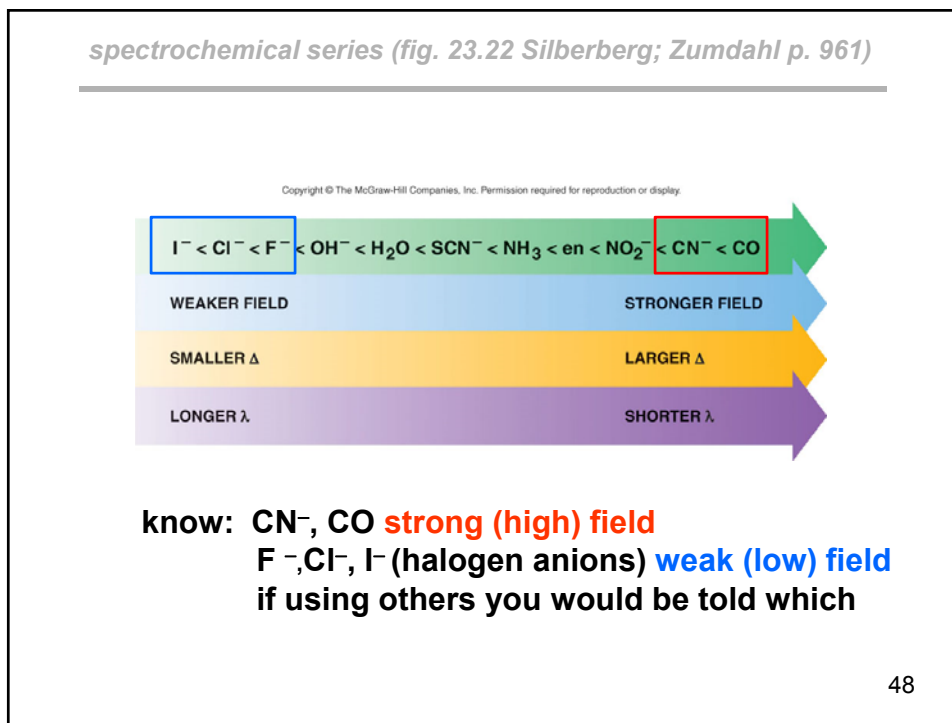 spectrochemical series (fig. 23.22 Silberberg; Zumdahl p. 961)
Copyright © The McGraw-Hill Companies, Inc. Permission required for reproduction or display.
I⁻ < Cl⁻ < F⁻ < OH⁻ < H₂O < SCN⁻ < NH₃ < en < NO₂⁻ < CN⁻ < CO
WEAKER FIELD STRONGER FIELD
SMALLER Δ LARGER Δ
LONGER λ SHORTER λ
know: CN⁻, CO strong (high) field
F⁻,Cl⁻, I⁻ (halogen anions) weak (low) field
if using others you would be told which
48